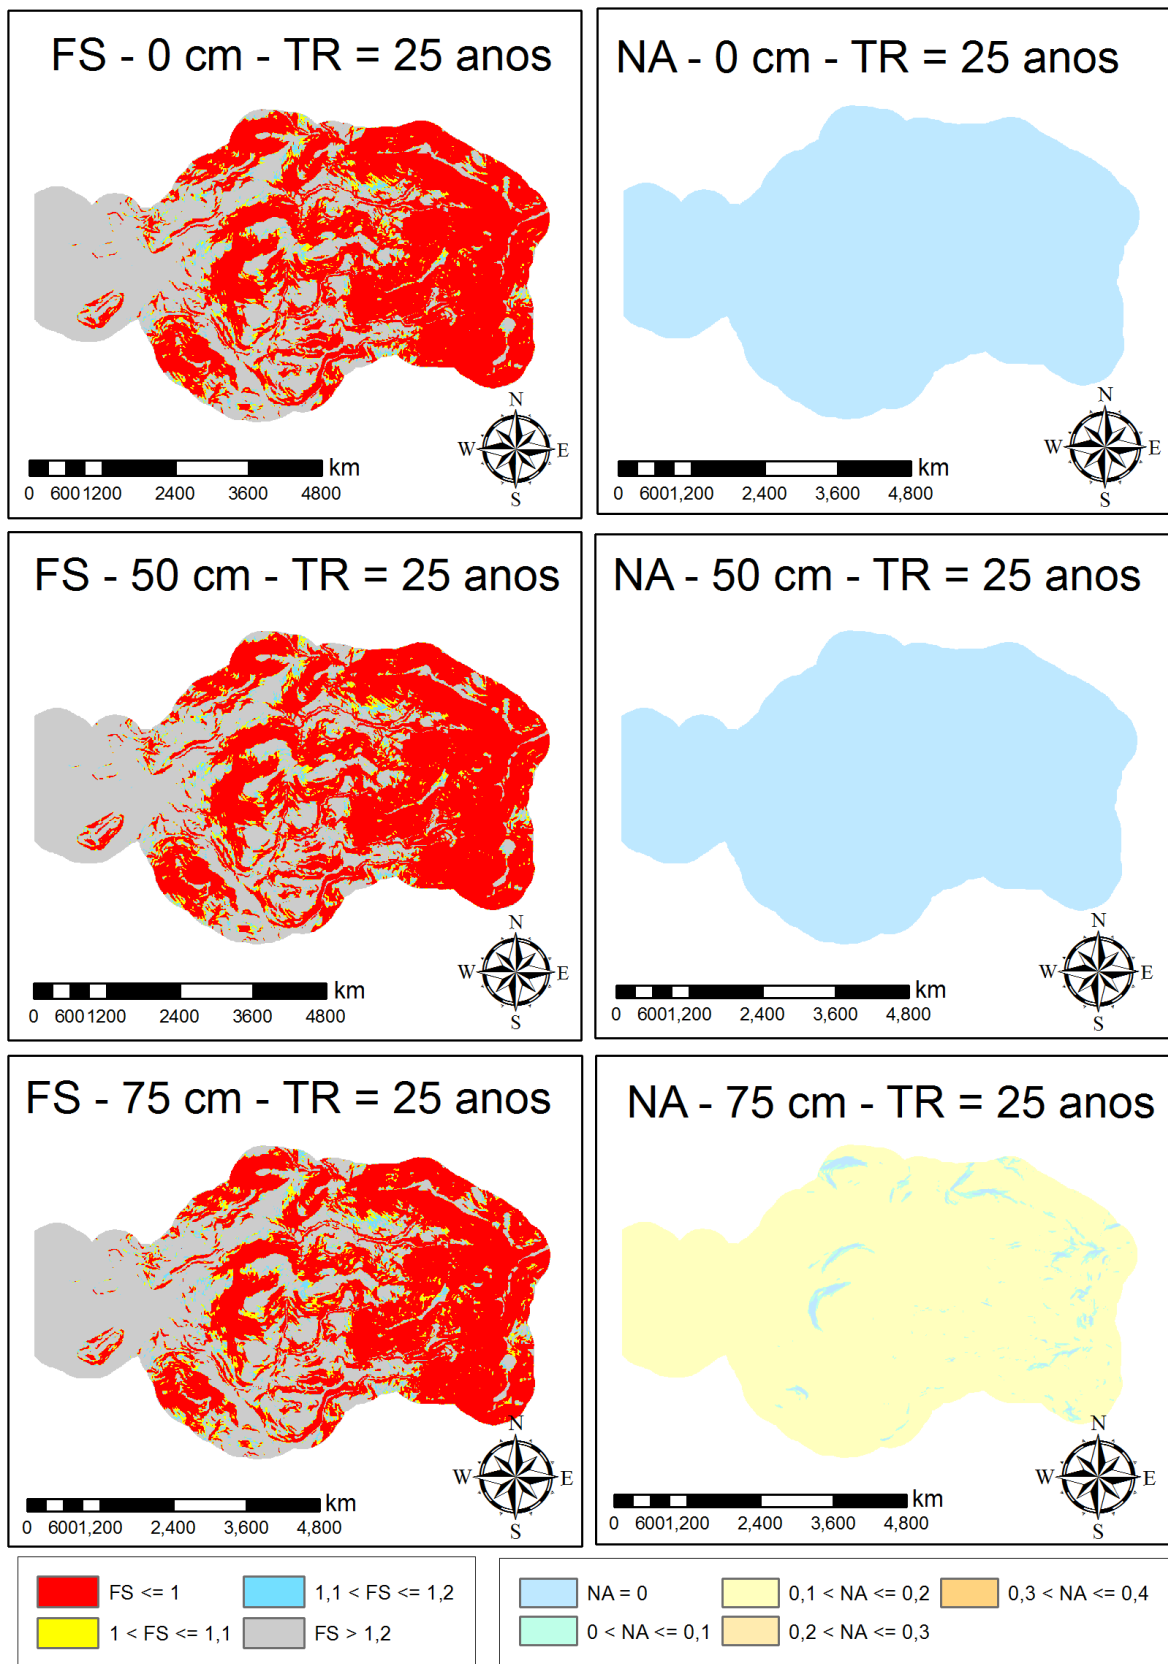 FS - 0 cm - TR = 25 anos
N
W E
S
km
0 600 1200 2400 3600 4800
NA - 0 cm - TR = 25 anos
N
W E
S
km
0 6001,200 2,400 3,600 4,800
FS - 50 cm - TR = 25 anos
N
W E
S
km
0 600 1200 2400 3600 4800
NA - 50 cm - TR = 25 anos
N
W E
S
km
0 6001,200 2,400 3,600 4,800
FS - 75 cm - TR = 25 anos
N
W E
S
km
0 6001,200 2,400 3,600 4,800
NA - 75 cm - TR = 25 anos
N
W E
S
km
0 6001,200 2,400 3,600 4,800
FS <= 1
1,1 < FS <= 1,2
1 < FS <= 1,1
FS > 1,2
NA = 0
0,1 < NA <= 0,2
0,3 < NA <= 0,4
0 < NA <= 0,1
0,2 < NA <= 0,3